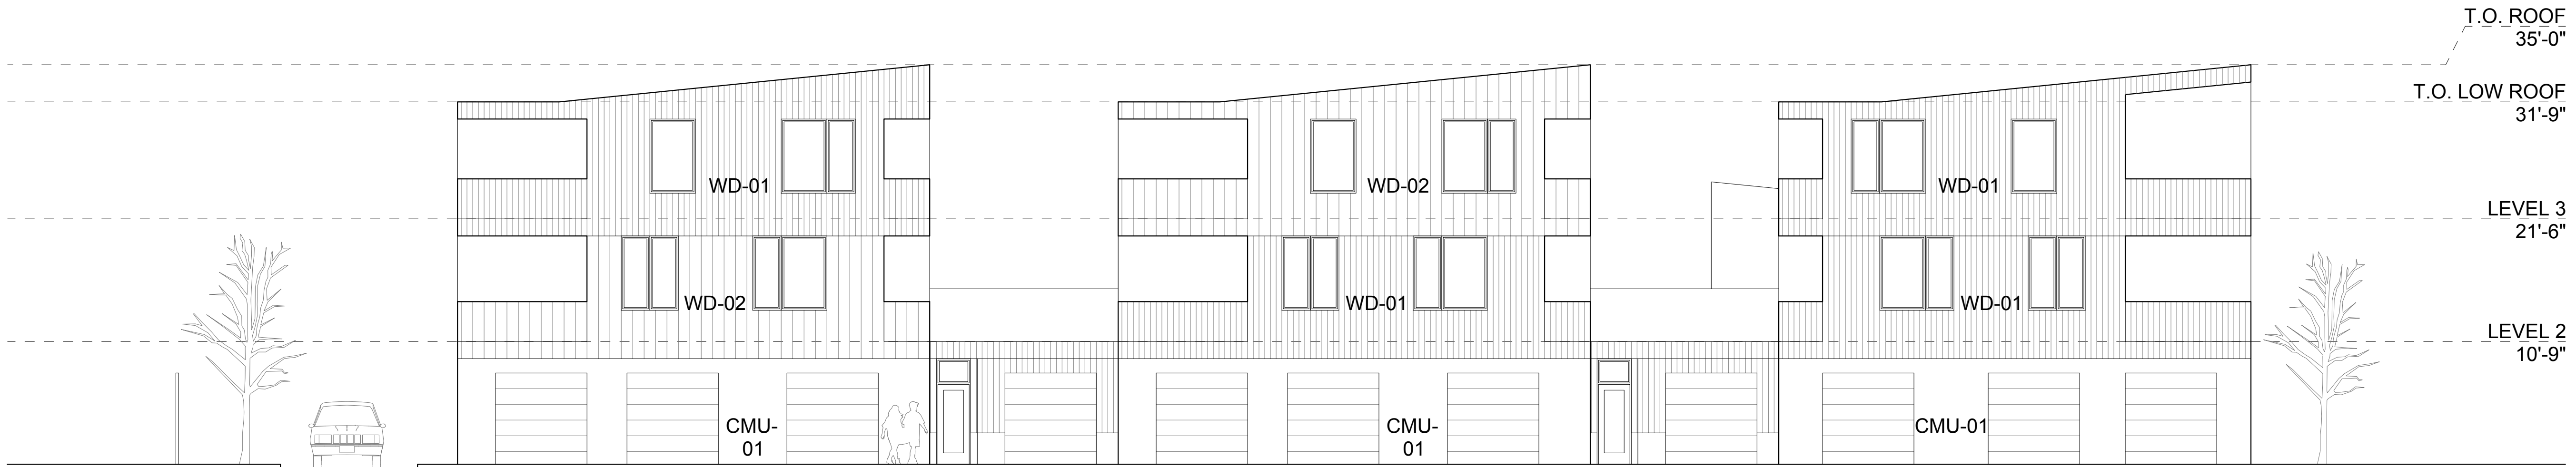 T.O. ROOF
35'-0"
T.O. LOW ROOF
31'-9"
WD-01
WD-02
WD-01
LEVEL 3
21'-6"
WD-02
WD-01
WD-01
LEVEL 2
10'-9"
CMU-
01
CMU-
01
CMU-01